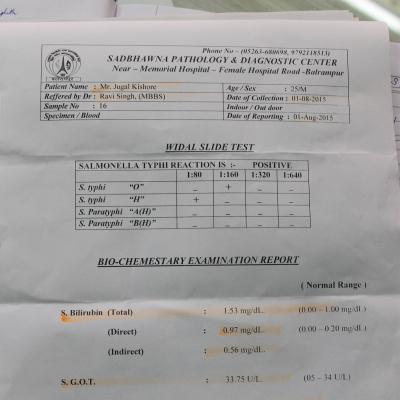 Phone No – (05263-680698, 9792118513)
SADBHAWNA PATHOLOGY & DIAGNOSTIC CENTER
Near – Memorial Hospital – Female Hospital Road -Balrampur
Patient Name : Mr. Jugal Kishore Age / Sex : 25/M
Reffered by Dr : Ravi Singh, (MBBS) Date of Collection : 01-08-2015
Sample No : 16 Indoor / Out door
Specimen / Blood Date of Reporting : 01-Aug-2015
WIDAL SLIDE TEST
SALMONELLA TYPHI REACTION IS :- POSITIVE
1:80 1:160 1:320 1:640
S. typhi "O" _ + _ _
S. typhi "H" + _ _ _
S. Paratyphi "A(H)" _ _ _ _
S. Paratyphi "B(H)" _ _ _ _
BIO-CHEMESTARY EXAMINATION REPORT
( Normal Range )
S. Bilirubin (Total) : 1.53 mg/dL. (0.00 – 1.00 mg/dl)
(Direct) : 0.97 mg/dL. (0.00 – 0.20 mg/dl)
(Indirect) : 0.56 mg/dL.
S. G.O.T. : 33.75 U/L (05 – 34 U/L)